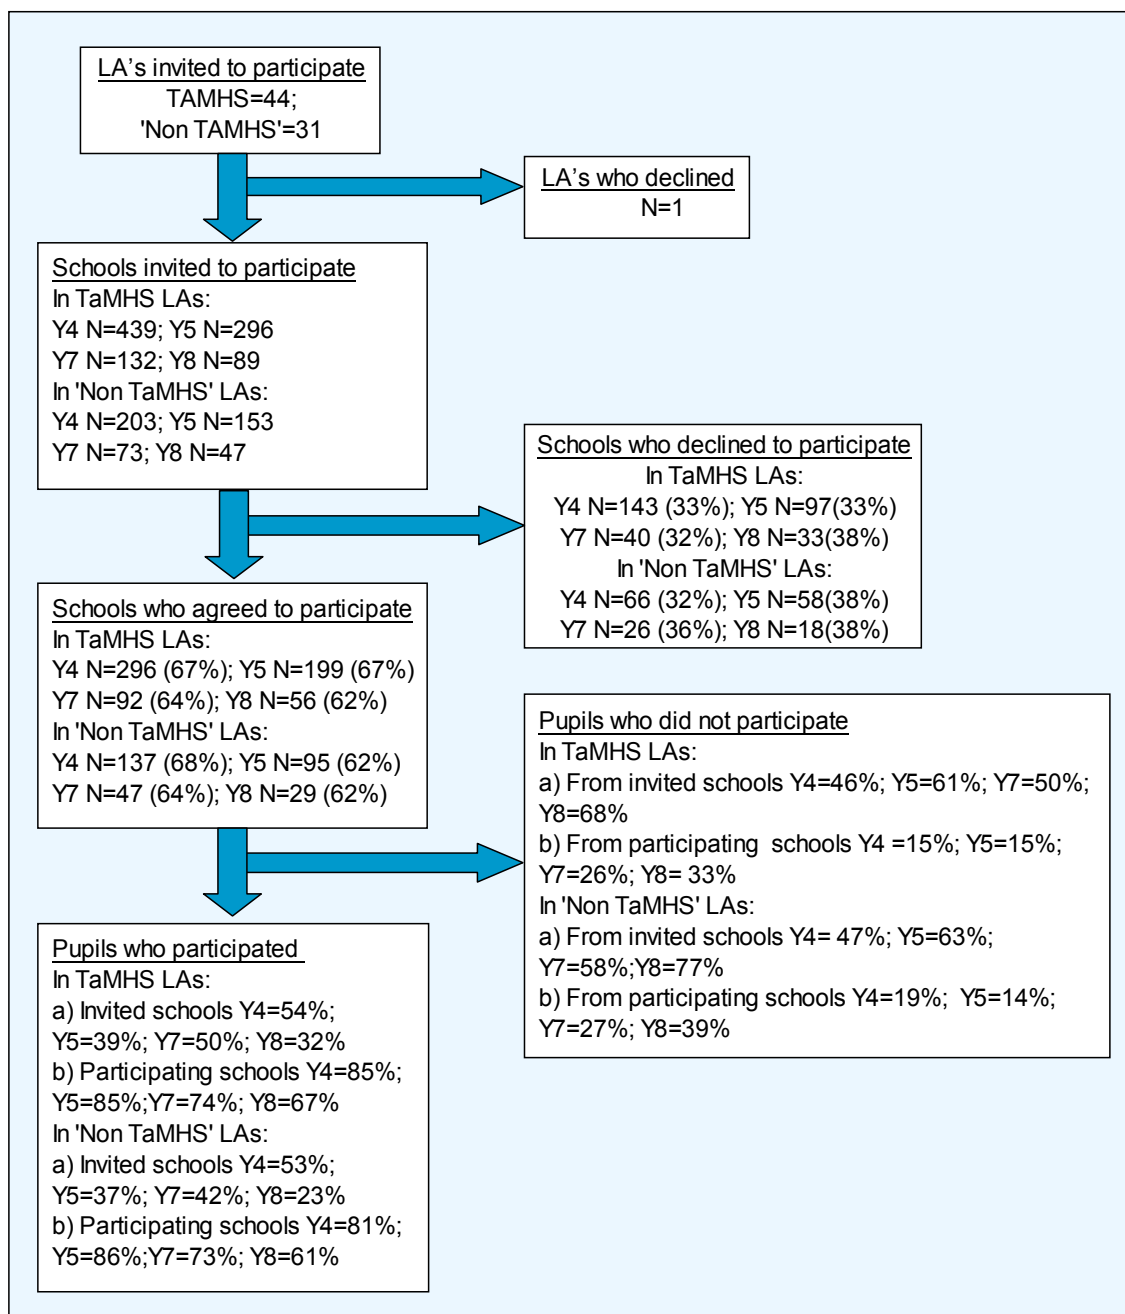 LA's invited to participate
TAMHS=44;
'Non TAMHS'=31
LA's who declined
N=1
Schools invited to participate
In TaMHS LAs:
Y4 N=439; Y5 N=296
Y7 N=132; Y8 N=89
In 'Non TaMHS' LAs:
Y4 N=203; Y5 N=153
Y7 N=73; Y8 N=47
Schools who declined to participate
In TaMHS LAs:
Y4 N=143 (33%); Y5 N=97(33%)
Y7 N=40 (32%); Y8 N=33(38%)
In 'Non TaMHS' LAs:
Y4 N=66 (32%); Y5 N=58(38%)
Y7 N=26 (36%); Y8 N=18(38%)
Schools who agreed to participate
In TaMHS LAs:
Y4 N=296 (67%); Y5 N=199 (67%)
Y7 N=92 (64%); Y8 N=56 (62%)
In 'Non TaMHS' LAs:
Y4 N=137 (68%); Y5 N=95 (62%)
Y7 N=47 (64%); Y8 N=29 (62%)
Pupils who did not participate
In TaMHS LAs:
a) From invited schools Y4=46%; Y5=61%; Y7=50%;
Y8=68%
b) From participating schools Y4 =15%; Y5=15%;
Y7=26%; Y8= 33%
In 'Non TaMHS' LAs:
a) From invited schools Y4= 47%; Y5=63%;
Y7=58%;Y8=77%
b) From participating schools Y4=19%; Y5=14%;
Y7=27%; Y8=39%
Pupils who participated
In TaMHS LAs:
a) Invited schools Y4=54%;
Y5=39%; Y7=50%; Y8=32%
b) Participating schools Y4=85%;
Y5=85%;Y7=74%; Y8=67%
In 'Non TaMHS' LAs:
a) Invited schools Y4=53%;
Y5=37%; Y7=42%; Y8=23%
b) Participating schools Y4=81%;
Y5=86%;Y7=73%; Y8=61%